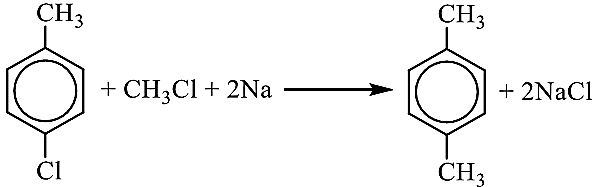 CH₃
CH₃
+ CH₃Cl + 2Na
+ 2NaCl
Cl
CH₃